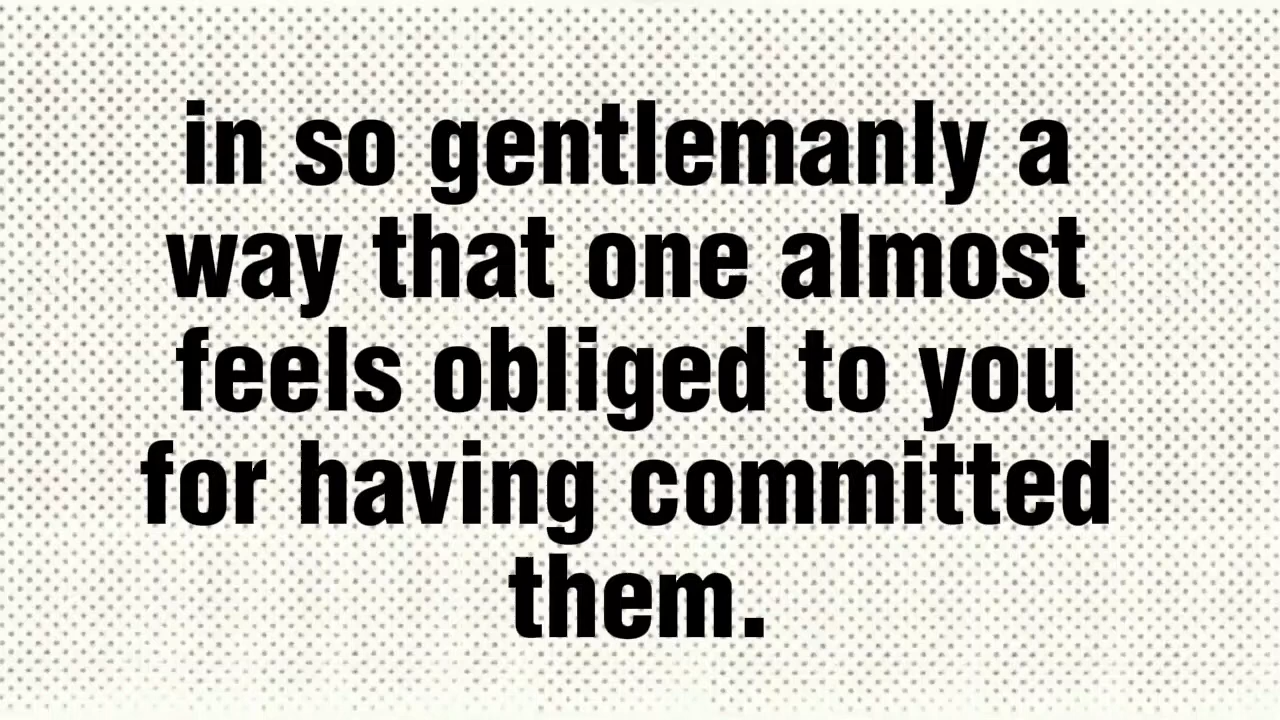 in so gentlemanly a
way that one almost
feels obliged to you
for having committed
them.